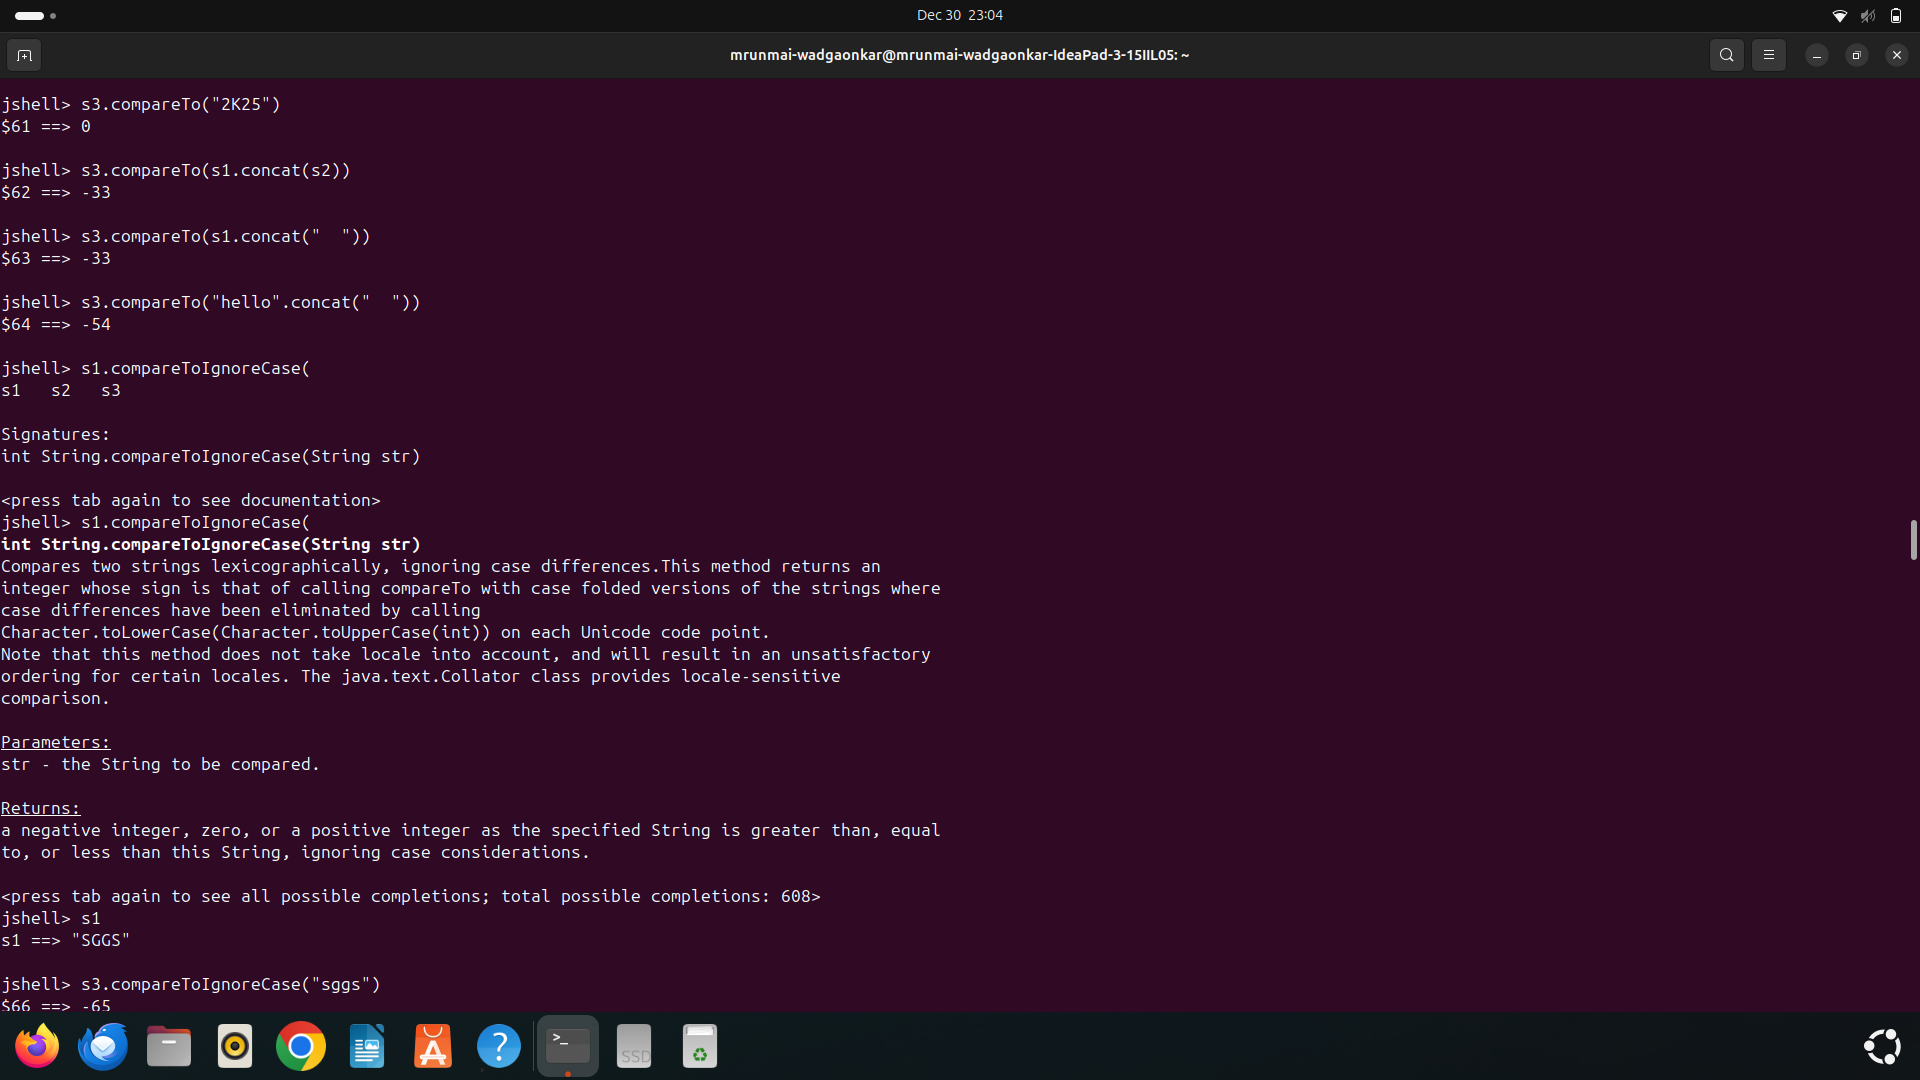 Dec 30 23:04
mrunmai-wadgaonkar@mrunmai-wadgaonkar-IdeaPad-3-15IIL05: ~
jshell> s3.compareTo("2K25")
$61 ==> 0
jshell> s3.compareTo(s1.concat(s2))
$62 ==> -33
jshell> s3.compareTo(s1.concat("  "))
$63 ==> -33
jshell> s3.compareTo("hello".concat("  "))
$64 ==> -54
jshell> s1.compareToIgnoreCase(
s1   s2   s3
Signatures:
int String.compareToIgnoreCase(String str)
<press tab again to see documentation>
jshell> s1.compareToIgnoreCase(
int String.compareToIgnoreCase(String str)
Compares two strings lexicographically, ignoring case differences.This method returns an
integer whose sign is that of calling compareTo with case folded versions of the strings where
case differences have been eliminated by calling
Character.toLowerCase(Character.toUpperCase(int)) on each Unicode code point.
Note that this method does not take locale into account, and will result in an unsatisfactory
ordering for certain locales. The java.text.Collator class provides locale-sensitive
comparison.
Parameters:
str - the String to be compared.
Returns:
a negative integer, zero, or a positive integer as the specified String is greater than, equal
to, or less than this String, ignoring case considerations.
<press tab again to see all possible completions; total possible completions: 608>
jshell> s1
s1 ==> "SGGS"
jshell> s3.compareToIgnoreCase("sggs")
$66 ==> -65
SSD